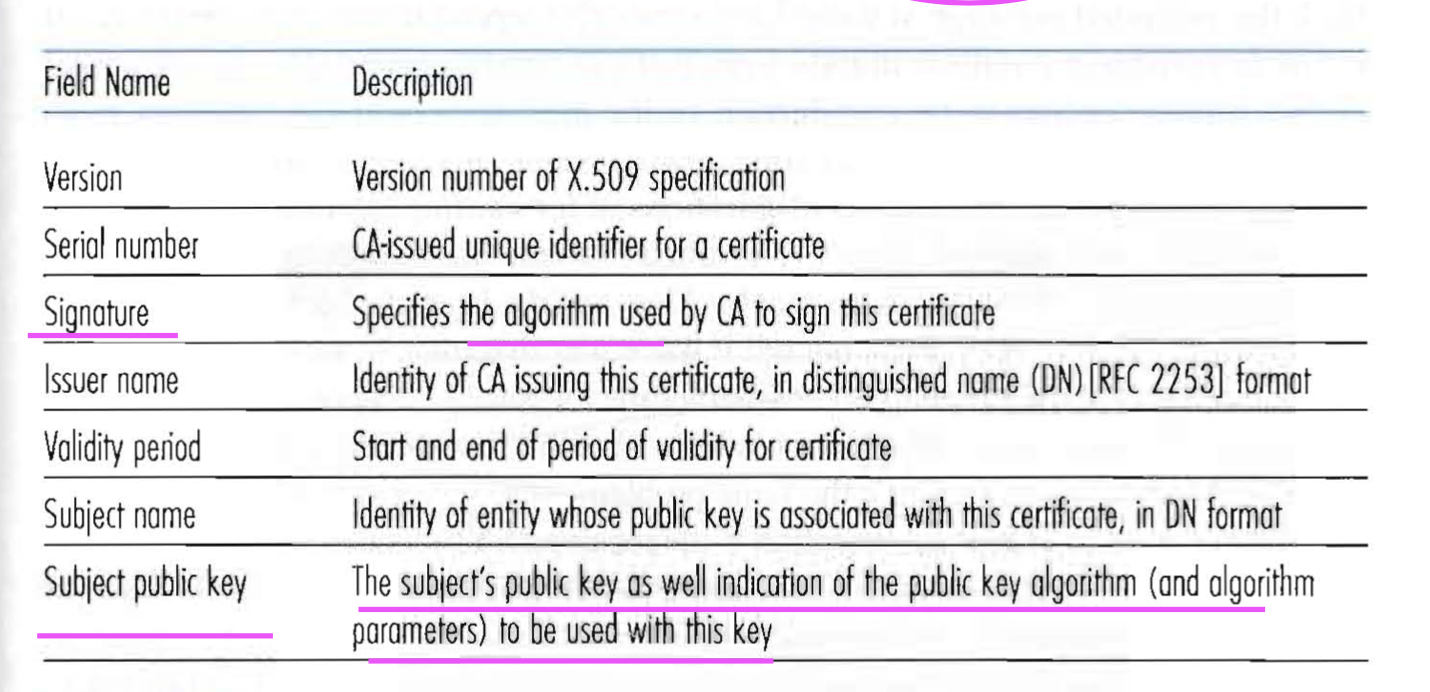 Field Name Description
Version Version number of X.509 specification
Serial number CA-issued unique identifier for a certificate
Signature Specifies the algorithm used by CA to sign this certificate
Issuer name Identity of CA issuing this certificate, in distinguished name (DN) [RFC 2253] format
Validity period Start and end of period of validity for certificate
Subject name Identity of entity whose public key is associated with this certificate, in DN format
Subject public key The subject's public key as well indication of the public key algorithm (and algorithm
parameters) to be used with this key